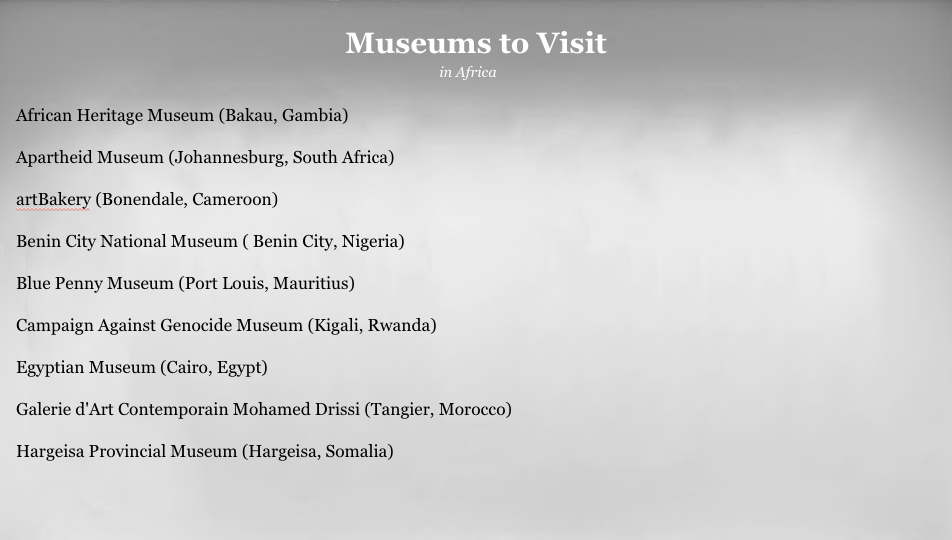 Museums to Visit
in Africa
African Heritage Museum (Bakau, Gambia)
Apartheid Museum (Johannesburg, South Africa)
artBakery (Bonendale, Cameroon)
Benin City National Museum ( Benin City, Nigeria)
Blue Penny Museum (Port Louis, Mauritius)
Campaign Against Genocide Museum (Kigali, Rwanda)
Egyptian Museum (Cairo, Egypt)
Galerie d'Art Contemporain Mohamed Drissi (Tangier, Morocco)
Hargeisa Provincial Museum (Hargeisa, Somalia)